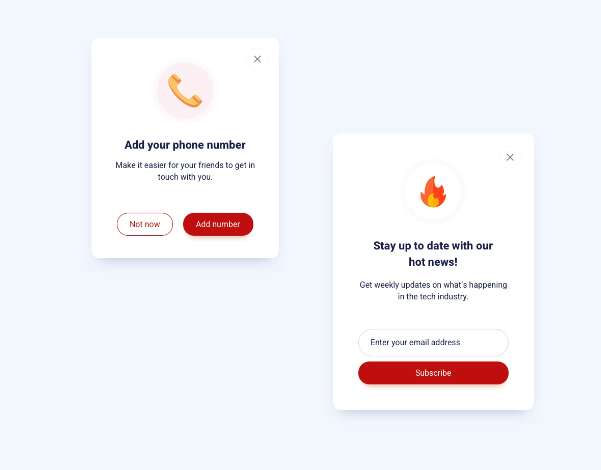 Add your phone number
Make it easier for your friends to get in
touch with you.
Not now
Add number
Stay up to date with our
hot news!
Get weekly updates on what's happening
in the tech industry.
Enter your email address
Subscribe